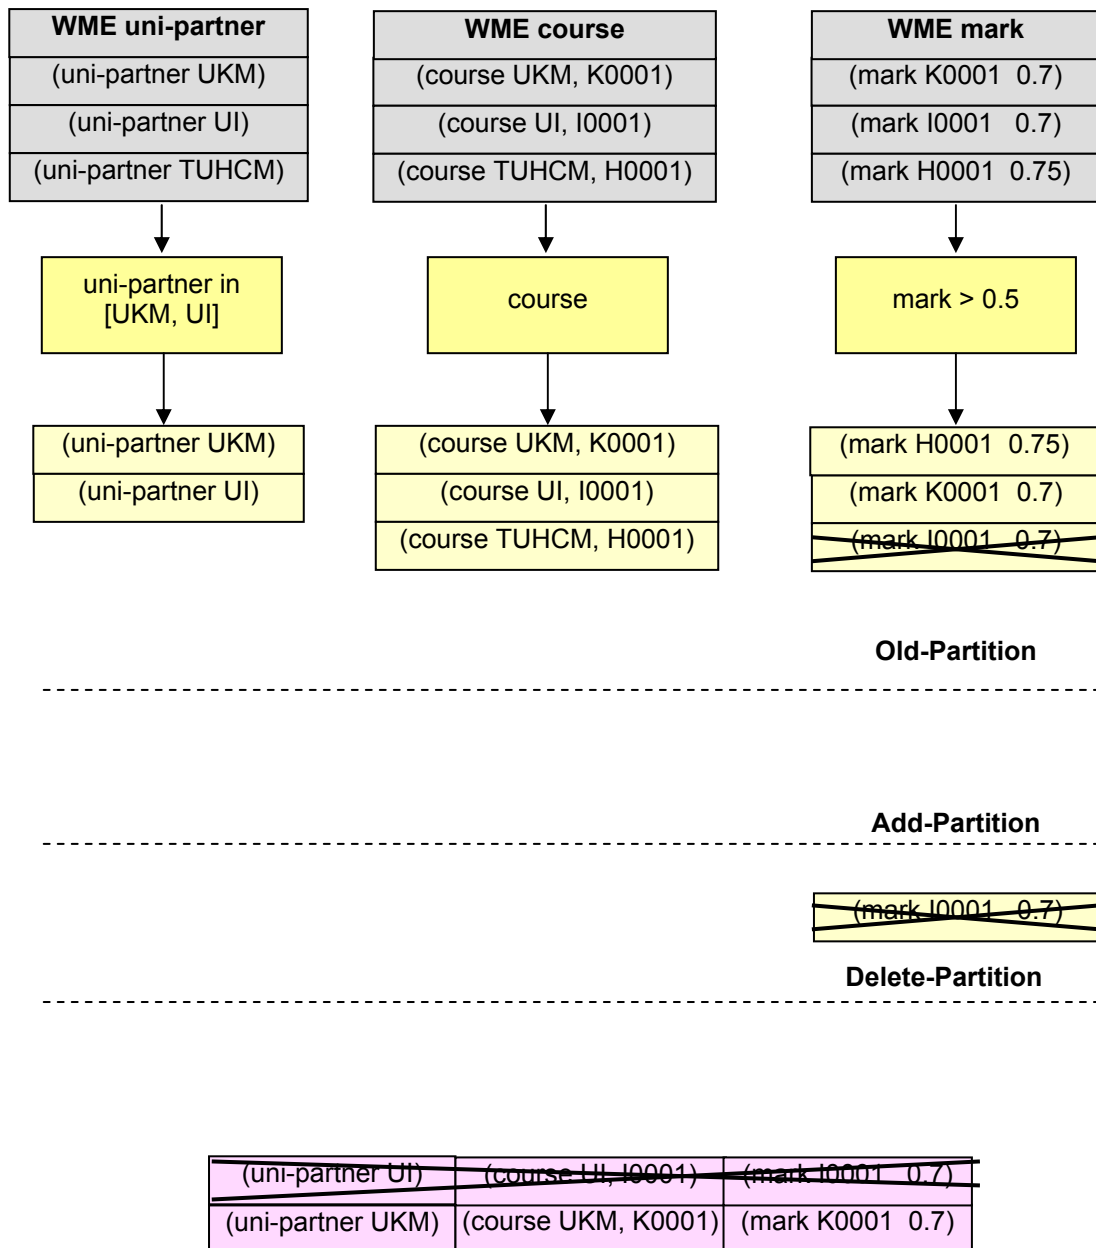 WME uni-partner
(uni-partner UKM)
(uni-partner UI)
(uni-partner TUHCM)
WME course
(course UKM, K0001)
(course UI, I0001)
(course TUHCM, H0001)
WME mark
(mark K0001 0.7)
(mark I0001 0.7)
(mark H0001 0.75)
uni-partner in
[UKM, UI]
course
mark > 0.5
(uni-partner UKM)
(uni-partner UI)
(course UKM, K0001)
(course UI, I0001)
(course TUHCM, H0001)
(mark H0001 0.75)
(mark K0001 0.7)
(mark I0001 0.7)
Old-Partition
Add-Partition
(mark I0001 0.7)
Delete-Partition
(uni-partner UI) (course UI, I0001) (mark I0001 0.7)
(uni-partner UKM) (course UKM, K0001) (mark K0001 0.7)